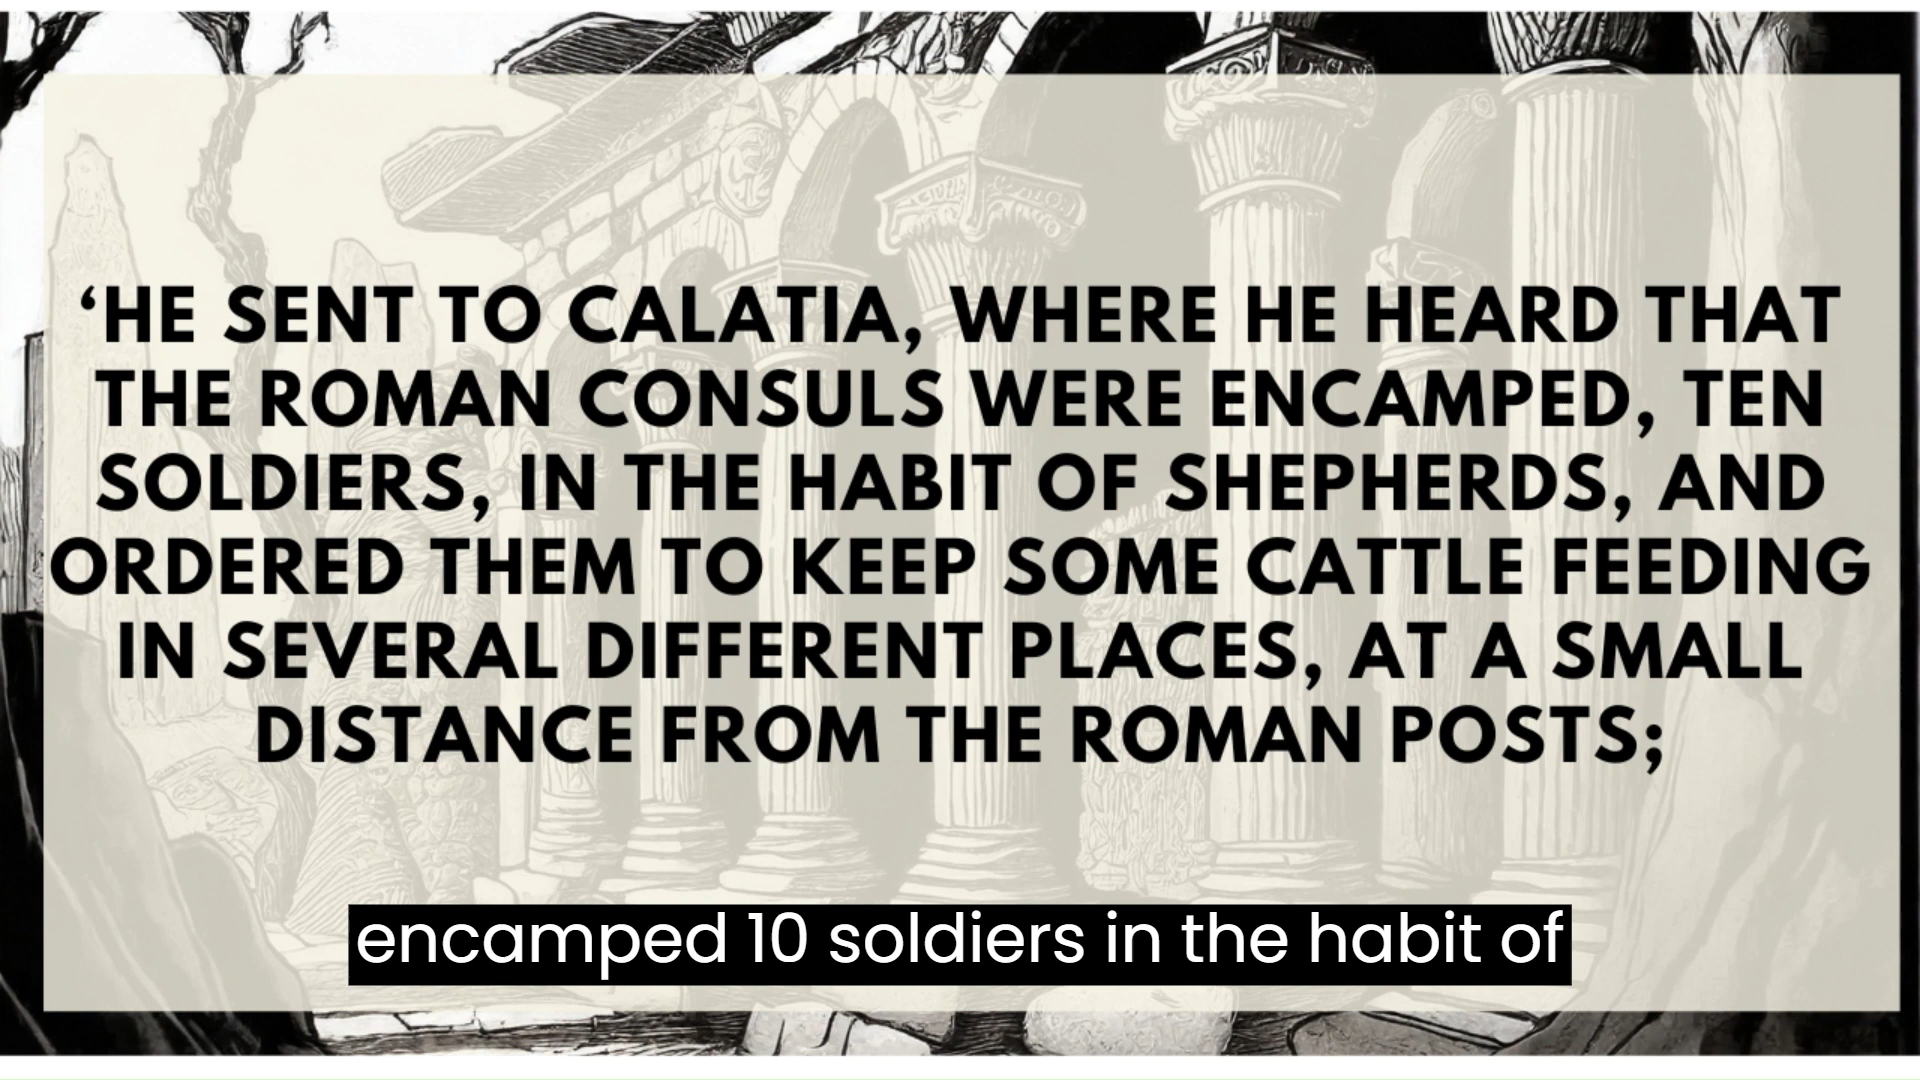 ‘HE SENT TO CALATIA, WHERE HE HEARD THAT
THE ROMAN CONSULS WERE ENCAMPED, TEN
SOLDIERS, IN THE HABIT OF SHEPHERDS, AND
ORDERED THEM TO KEEP SOME CATTLE FEEDING
IN SEVERAL DIFFERENT PLACES, AT A SMALL
DISTANCE FROM THE ROMAN POSTS;
encamped 10 soldiers in the habit of